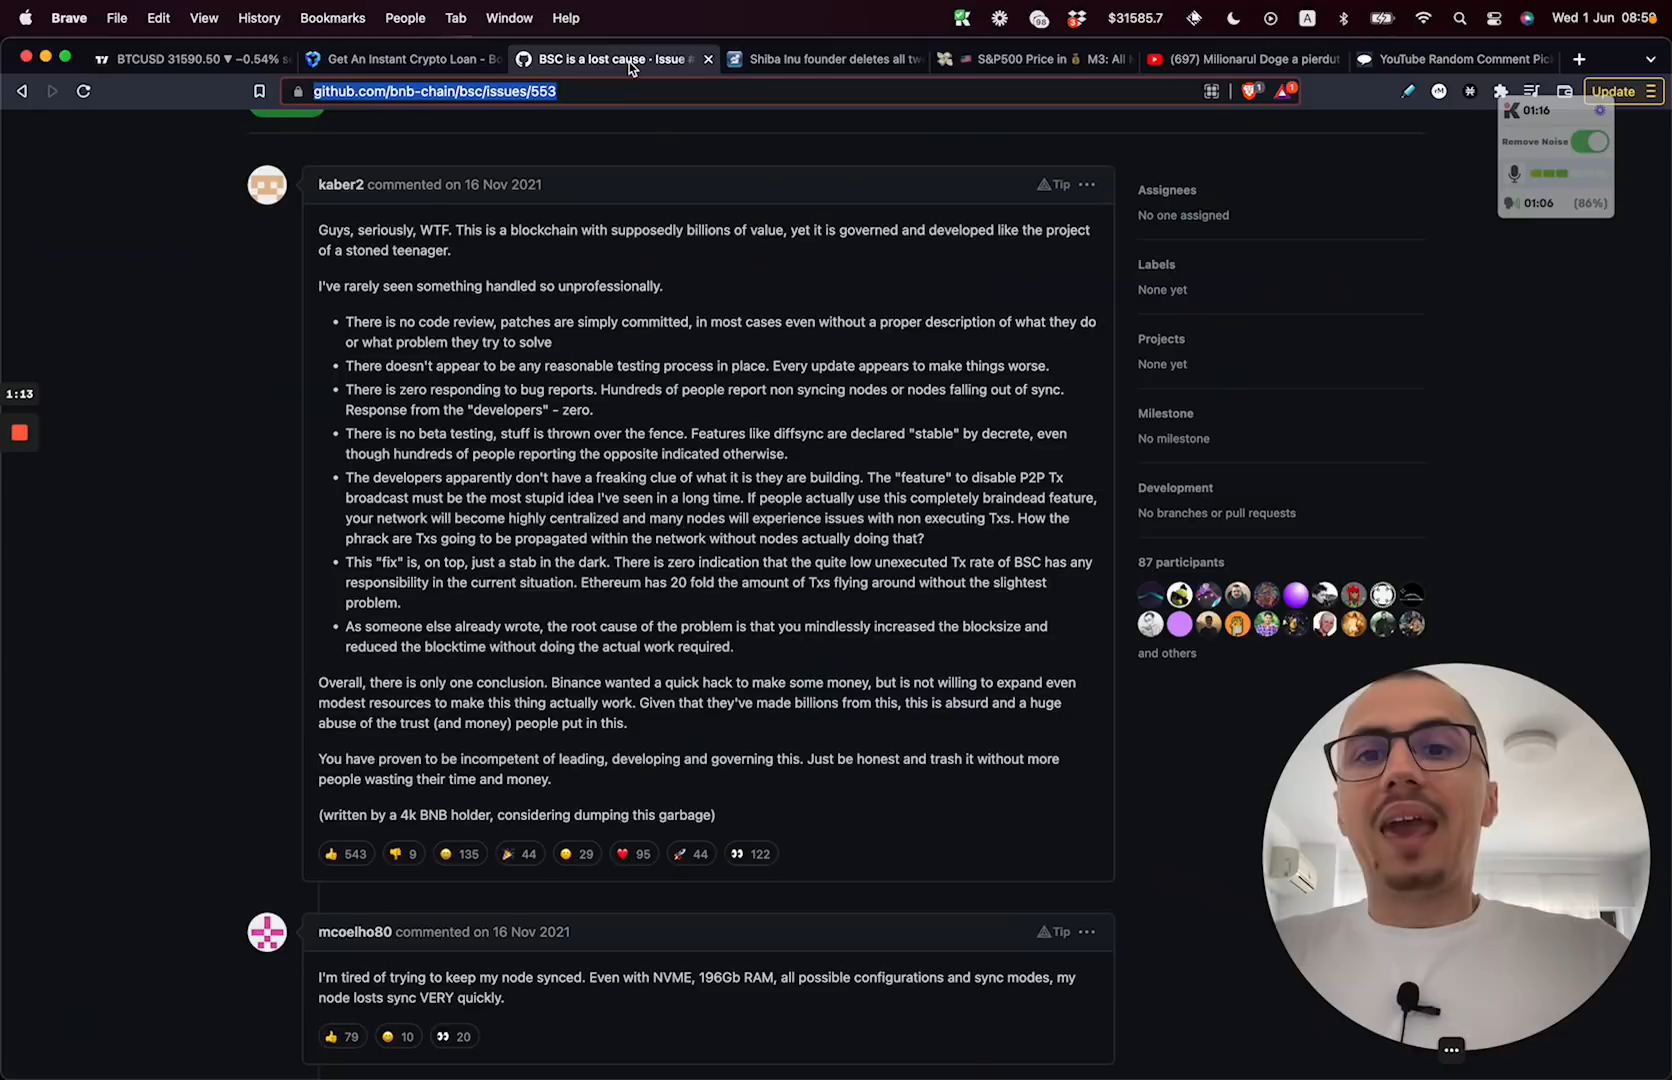 Brave File Edit View History Bookmarks People Tab Window Help
98
3
$31585.7
A
Wed 1 Jun 08:50
BTCUSD 31590.50 ▼ −0.54%
Get An Instant Crypto Loan - Bo
BSC is a lost cause · Issue #
Shiba Inu founder deletes all tw
S&P500 Price in 💰 M3: All
(697) Milionarul Doge a pierdut
YouTube Random Comment Pic
github.com/bnb-chain/bsc/issues/553
1
1
Update
01:16
Remove Noise
01:06 (86%)
1:13
kaber2 commented on 16 Nov 2021
Tip
Guys, seriously, WTF. This is a blockchain with supposedly billions of value, yet it is governed and developed like the project
of a stoned teenager.
I've rarely seen something handled so unprofessionally.
• There is no code review, patches are simply committed, in most cases even without a proper description of what they do
or what problem they try to solve
• There doesn't appear to be any reasonable testing process in place. Every update appears to make things worse.
• There is zero responding to bug reports. Hundreds of people report non syncing nodes or nodes falling out of sync.
Response from the "developers" - zero.
• There is no beta testing, stuff is thrown over the fence. Features like diffsync are declared "stable" by decree, even
though hundreds of people reporting the opposite indicated otherwise.
• The developers apparently don't have a freaking clue of what it is they are building. The "feature" to disable P2P Tx
broadcast must be the most stupid idea I've seen in a long time. If people actually use this completely braindead feature,
your network will become highly centralized and many nodes will experience issues with non executing Txs. How the
phrack are Txs going to be propagated within the network without nodes actually doing that?
• This "fix" is, on top, just a stab in the dark. There is zero indication that the quite low unexecuted Tx rate of BSC has any
responsibility in the current situation. Ethereum has 20 fold the amount of Txs flying around without the slightest
problem.
• As someone else already wrote, the root cause of the problem is that you mindlessly increased the blocksize and
reduced the blocktime without doing the actual work required.
Overall, there is only one conclusion. Binance wanted a quick hack to make some money, but is not willing to expand even
modest resources to make this thing actually work. Given that they've made billions from this, this is absurd and a huge
abuse of the trust (and money) people put in this.
You have proven to be incompetent of leading, developing and governing this. Just be honest and trash it without more
people wasting their time and money.
(written by a 4k BNB holder, considering dumping this garbage)
👍 543 👎 9 😄 135 🎉 44 😕 29 ❤️ 95 🚀 44 👀 122
mcoelho80 commented on 16 Nov 2021
Tip
I'm tired of trying to keep my node synced. Even with NVME, 196Gb RAM, all possible configurations and sync modes, my
node losts sync VERY quickly.
👍 79 😄 10 👀 20
Assignees
No one assigned
Labels
None yet
Projects
None yet
Milestone
No milestone
Development
No branches or pull requests
87 participants
and others